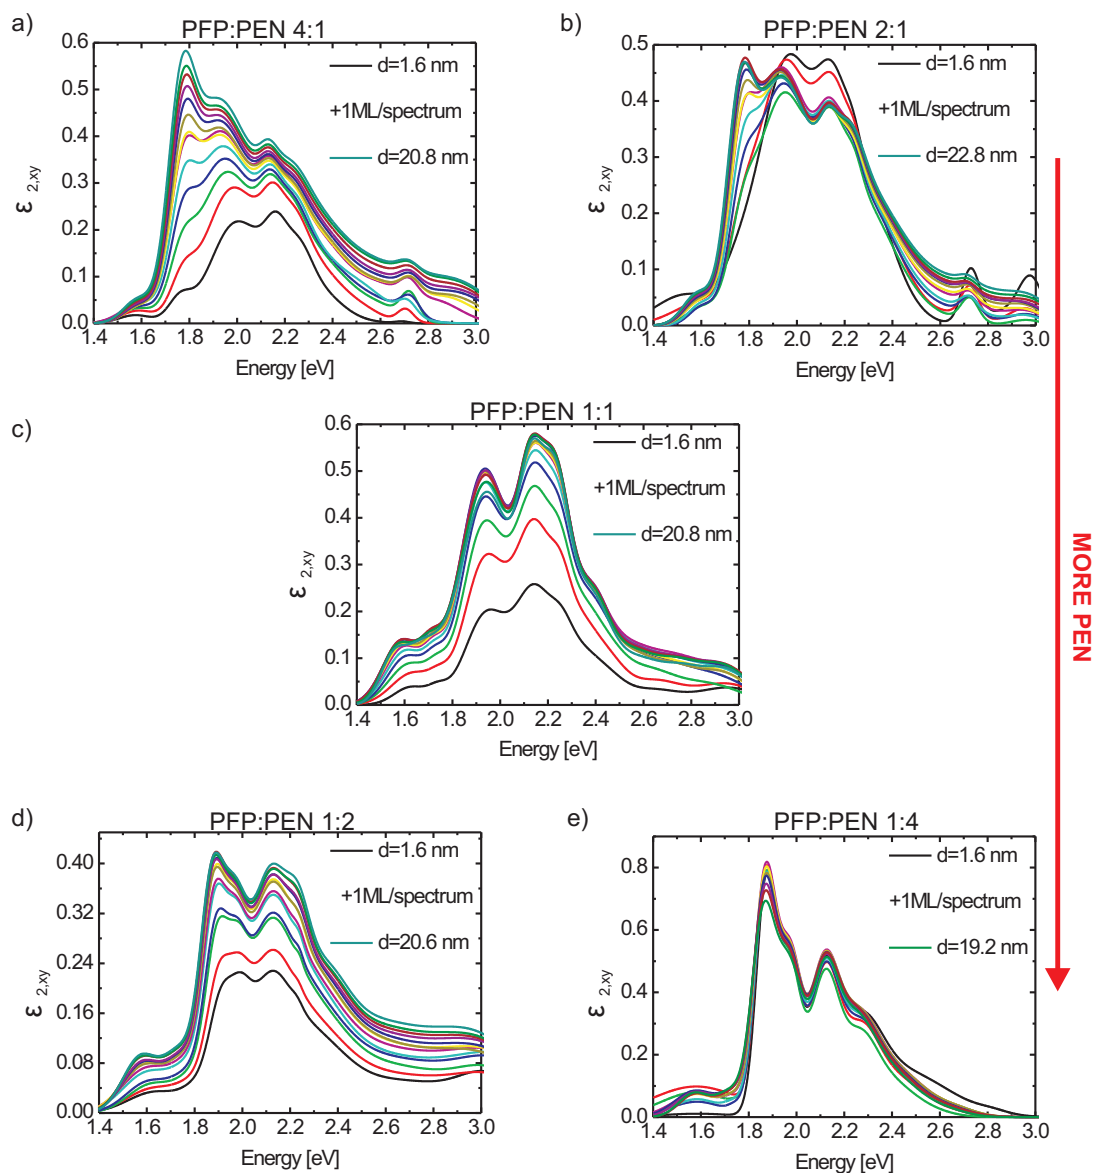 a)
PFP:PEN 4:1
0.6
0.5
0.4
0.3
0.2
0.1
0.0
ε 2,xy
d=1.6 nm
+1ML/spectrum
d=20.8 nm
1.4 1.6 1.8 2.0 2.2 2.4 2.6 2.8 3.0
Energy [eV]
b)
PFP:PEN 2:1
0.5
0.4
0.3
0.2
0.1
0.0
ε 2,xy
d=1.6 nm
+1ML/spectrum
d=22.8 nm
1.4 1.6 1.8 2.0 2.2 2.4 2.6 2.8 3.0
Energy [eV]
c)
PFP:PEN 1:1
0.6
0.5
0.4
0.3
0.2
0.1
0.0
ε 2,xy
d=1.6 nm
+1ML/spectrum
d=20.8 nm
1.4 1.6 1.8 2.0 2.2 2.4 2.6 2.8 3.0
Energy [eV]
MORE PEN
d)
PFP:PEN 1:2
0.40
0.32
0.24
0.16
0.08
0.00
ε 2,xy
d=1.6 nm
+1ML/spectrum
d=20.6 nm
1.4 1.6 1.8 2.0 2.2 2.4 2.6 2.8 3.0
Energy [eV]
e)
PFP:PEN 1:4
0.8
0.6
0.4
0.2
0.0
ε 2,xy
d=1.6 nm
+1ML/spectrum
d=19.2 nm
1.4 1.6 1.8 2.0 2.2 2.4 2.6 2.8 3.0
Energy [eV]